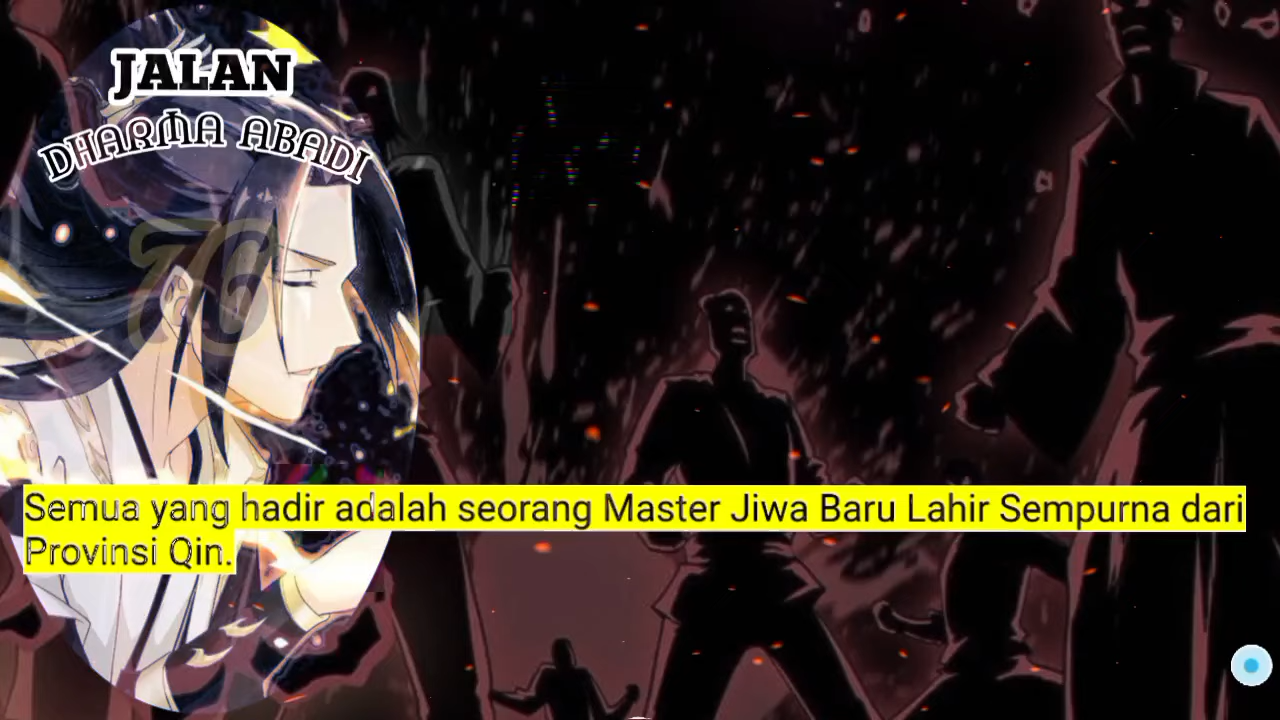 JALAN
DHARMA ABADI
Semua yang hadir adalah seorang Master Jiwa Baru Lahir Sempurna dari
Provinsi Qin.